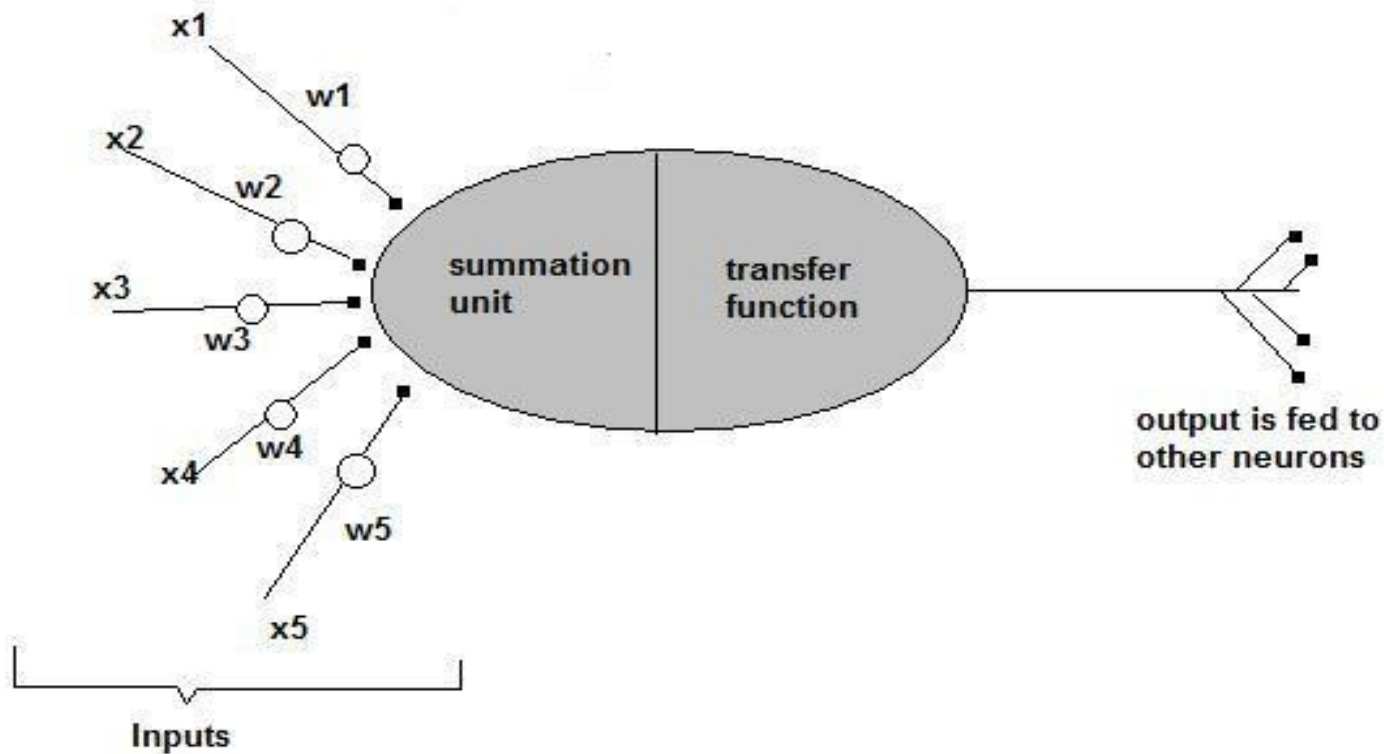 x1
w1
x2
w2
x3
w3
x4
w4
x5
w5
summation
unit
transfer
function
output is fed to
other neurons
Inputs